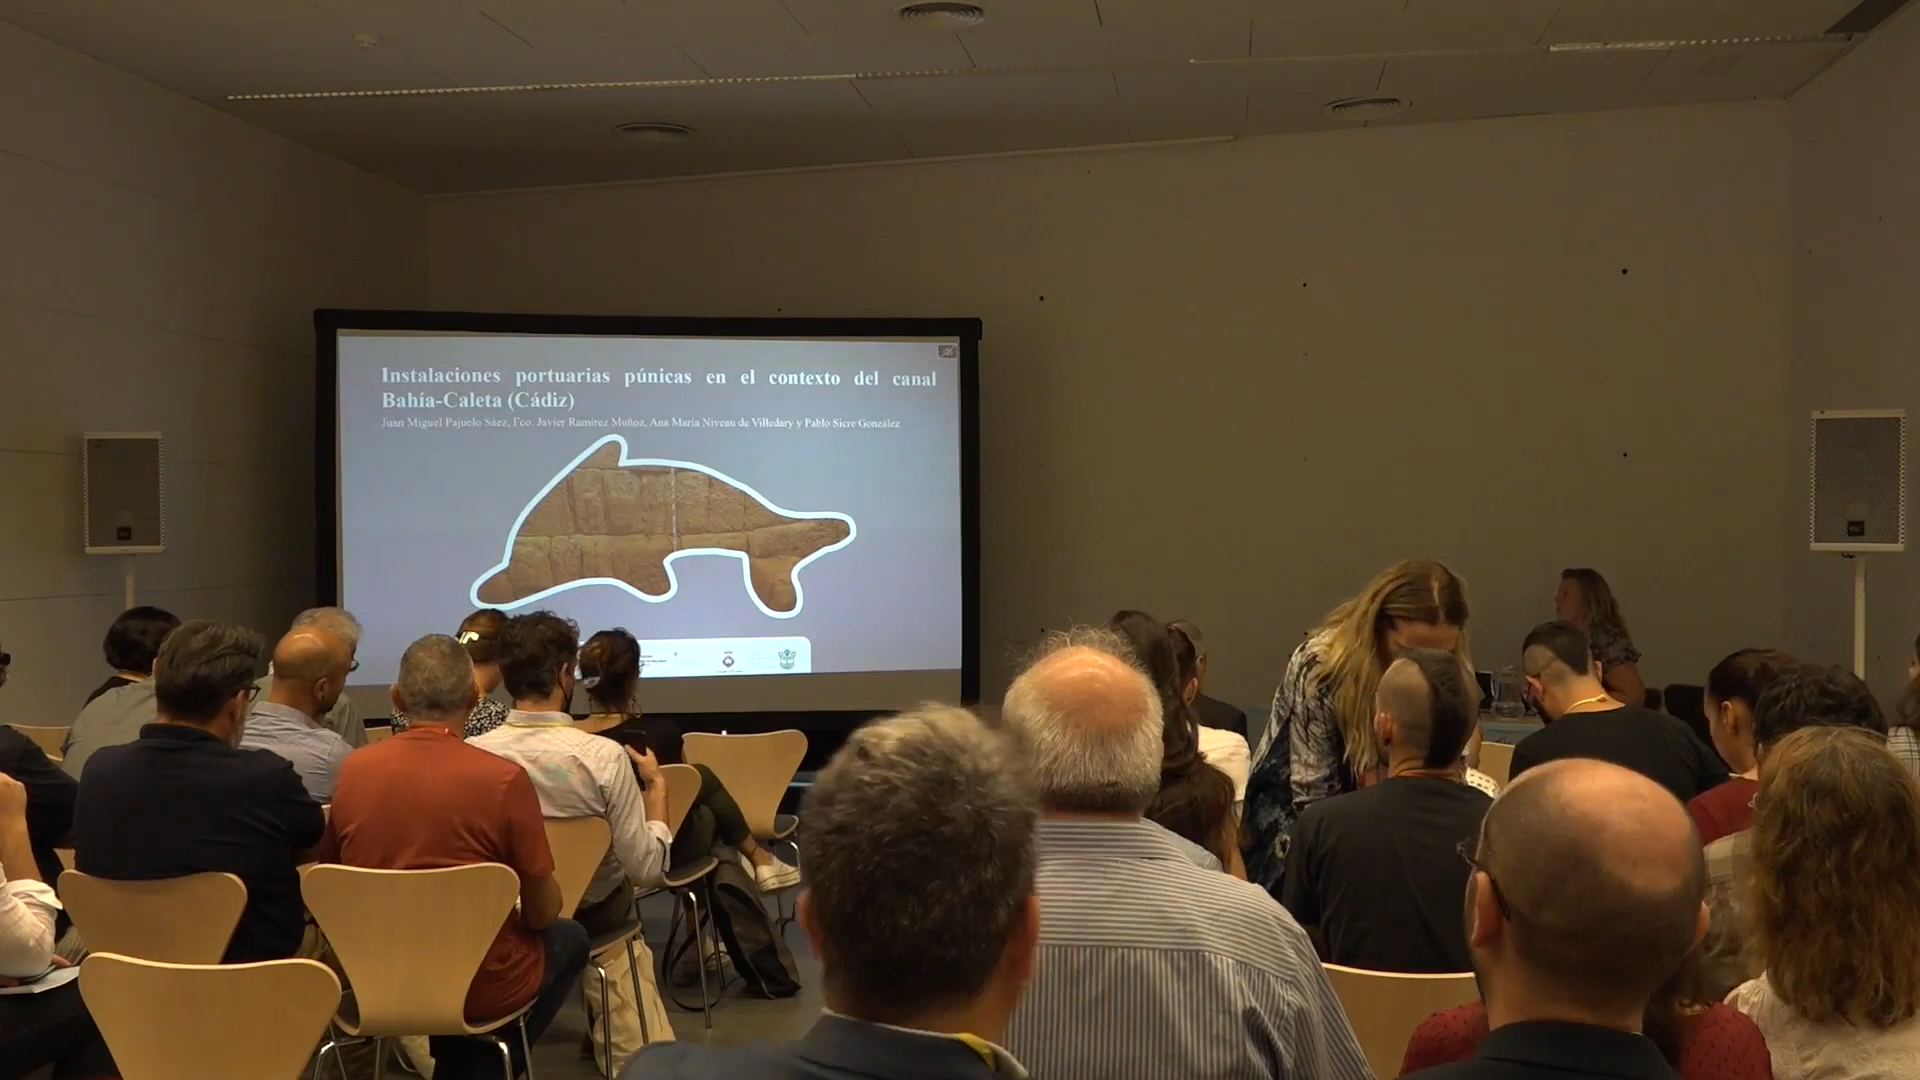 Instalaciones portuarias púnicas en el contexto del canal
Bahía-Caleta (Cádiz)
Juan Miguel Pajuelo Sáez, Fco. Javier Ramírez Muñoz, Ana María Niveau de Villedary y Pablo Sicre González